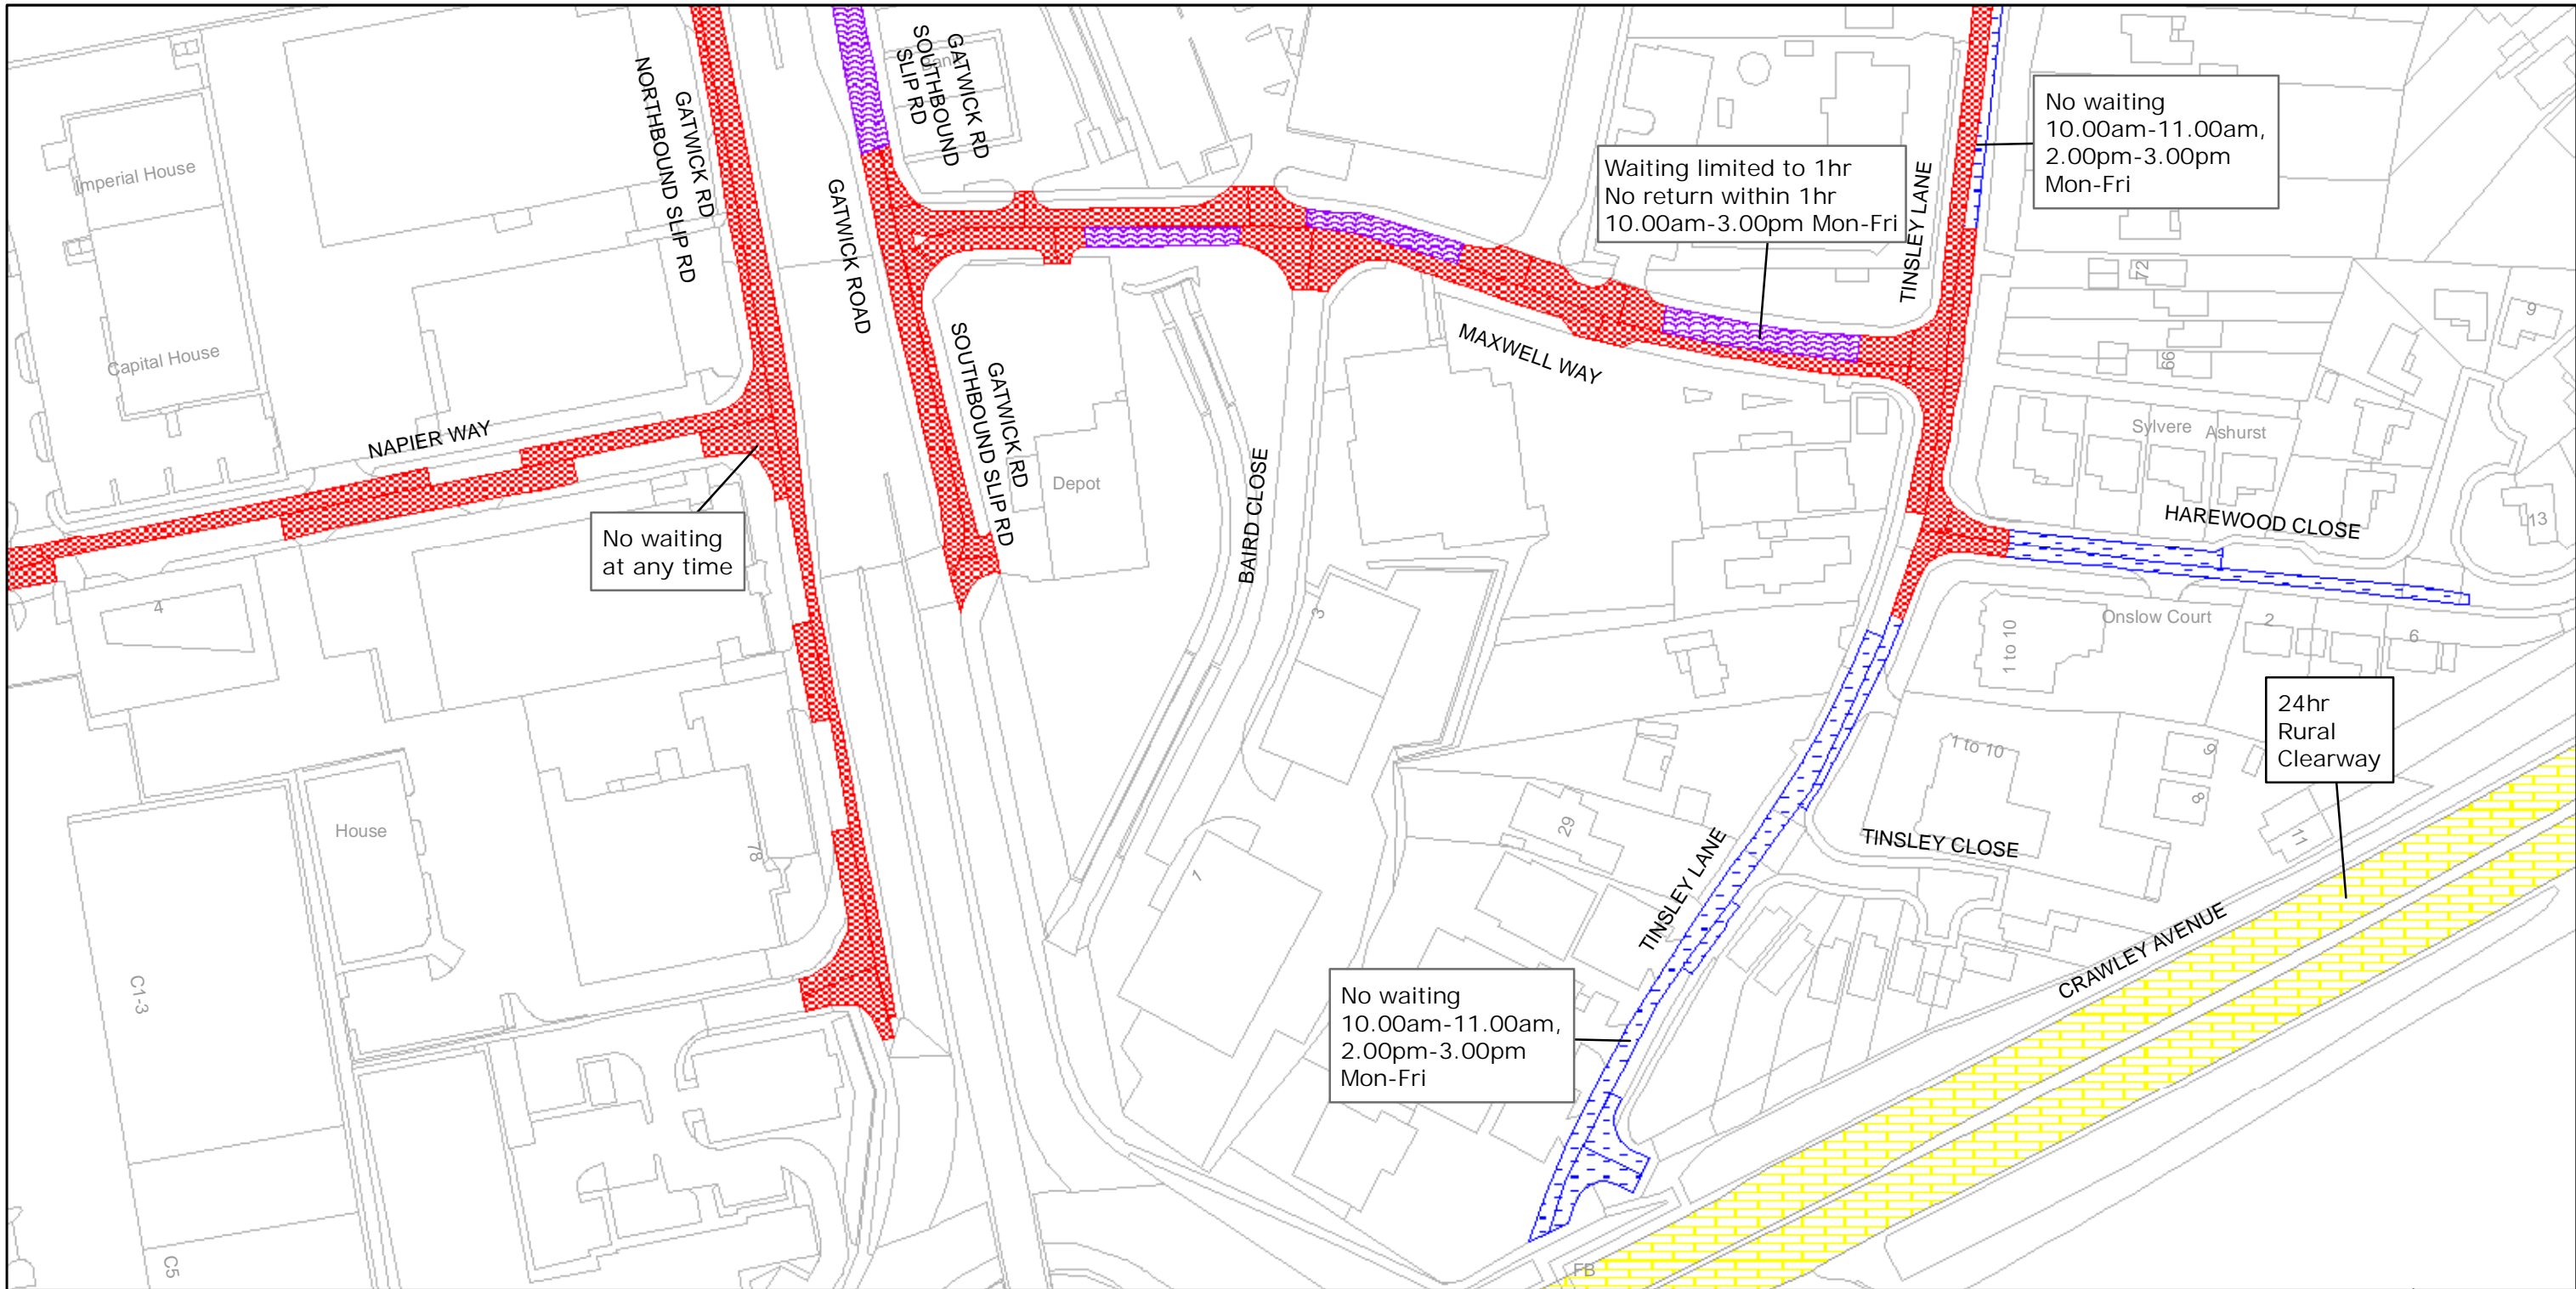 GATWICK RD
SOUTHBOUND
SLIP RD
Bank
GATWICK RD
NORTHBOUND SLIP RD
Imperial House
Capital House
GATWICK ROAD
No waiting
10.00am-11.00am,
2.00pm-3.00pm
Mon-Fri
Waiting limited to 1hr
No return within 1hr
10.00am-3.00pm Mon-Fri
TINSLEY LANE
72
66
9
MAXWELL WAY
GATWICK RD
SOUTHBOUND SLIP RD
NAPIER WAY
Depot
BAIRD CLOSE
Sylvere
Ashurst
HAREWOOD CLOSE
13
No waiting
at any time
4
3
1 to 10
Onslow Court
2
6
24hr
Rural
Clearway
1 to 10
9
8
11
House
78
1
29
TINSLEY LANE
TINSLEY CLOSE
CRAWLEY AVENUE
C1-3
No waiting
10.00am-11.00am,
2.00pm-3.00pm
Mon-Fri
C5
FB